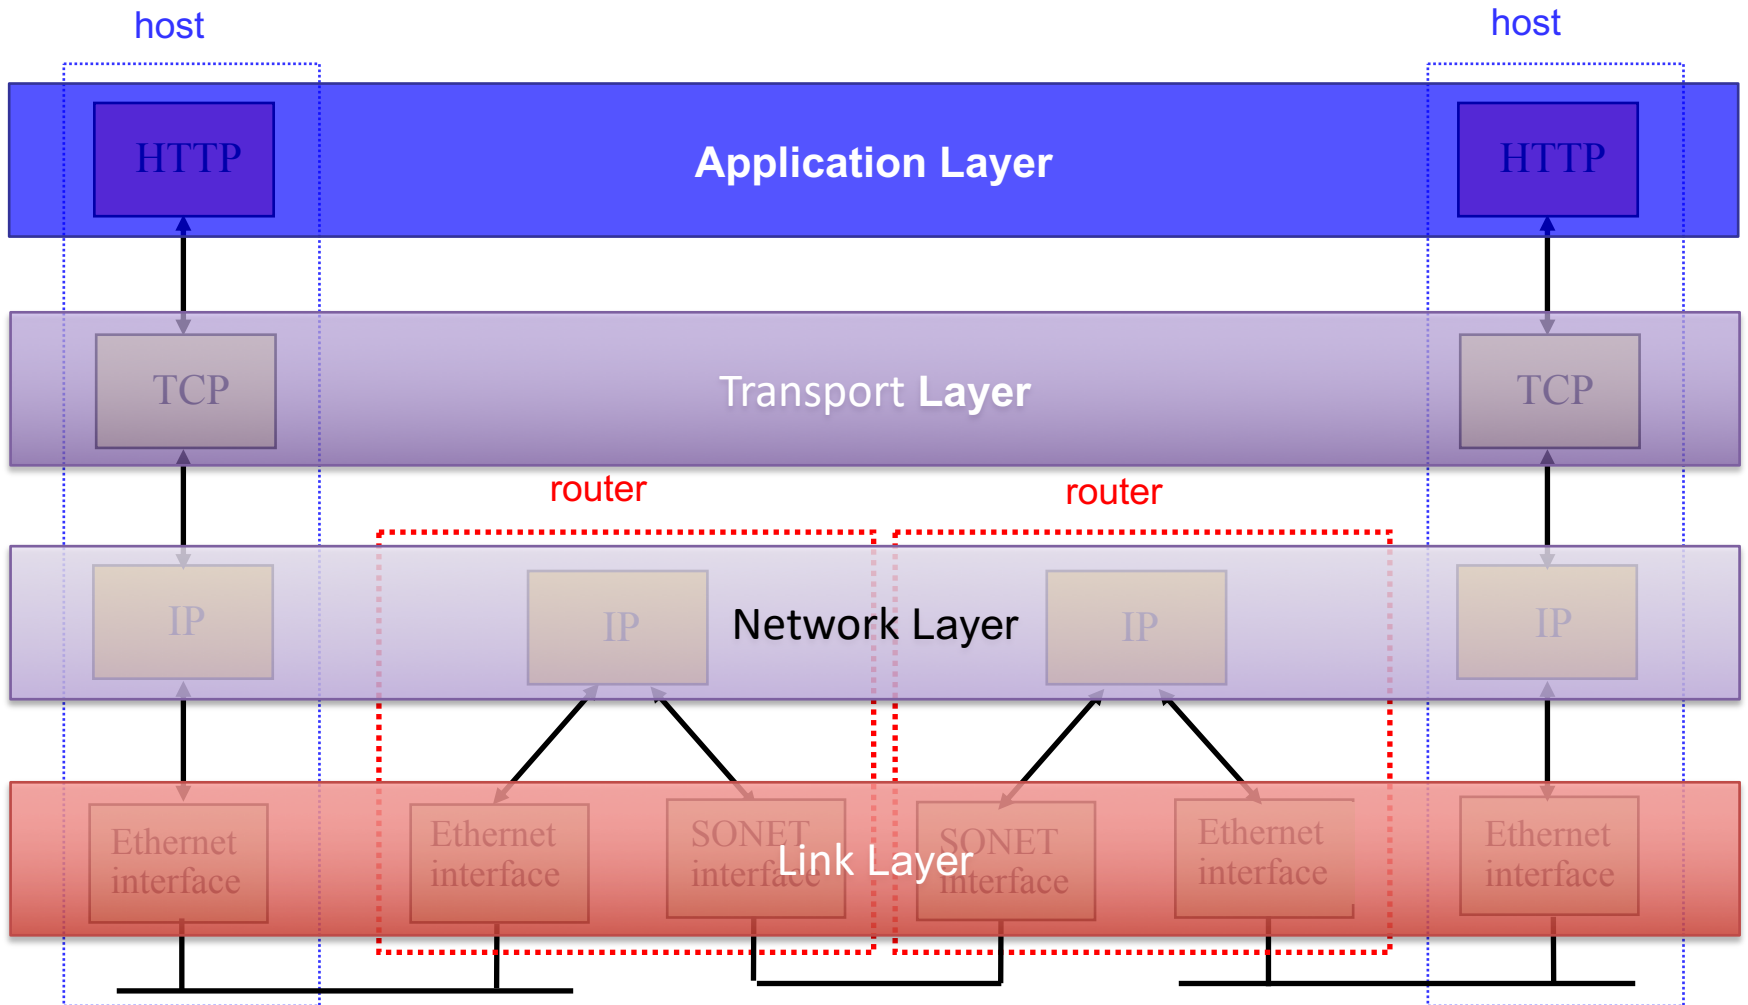 host
host
HTTP
Application Layer
HTTP
TCP
Transport Layer
TCP
router
router
IP
IP
Network Layer
IP
IP
Ethernet
interface
Ethernet
interface
SONET
interface
Link Layer
SONET
interface
Ethernet
interface
Ethernet
interface